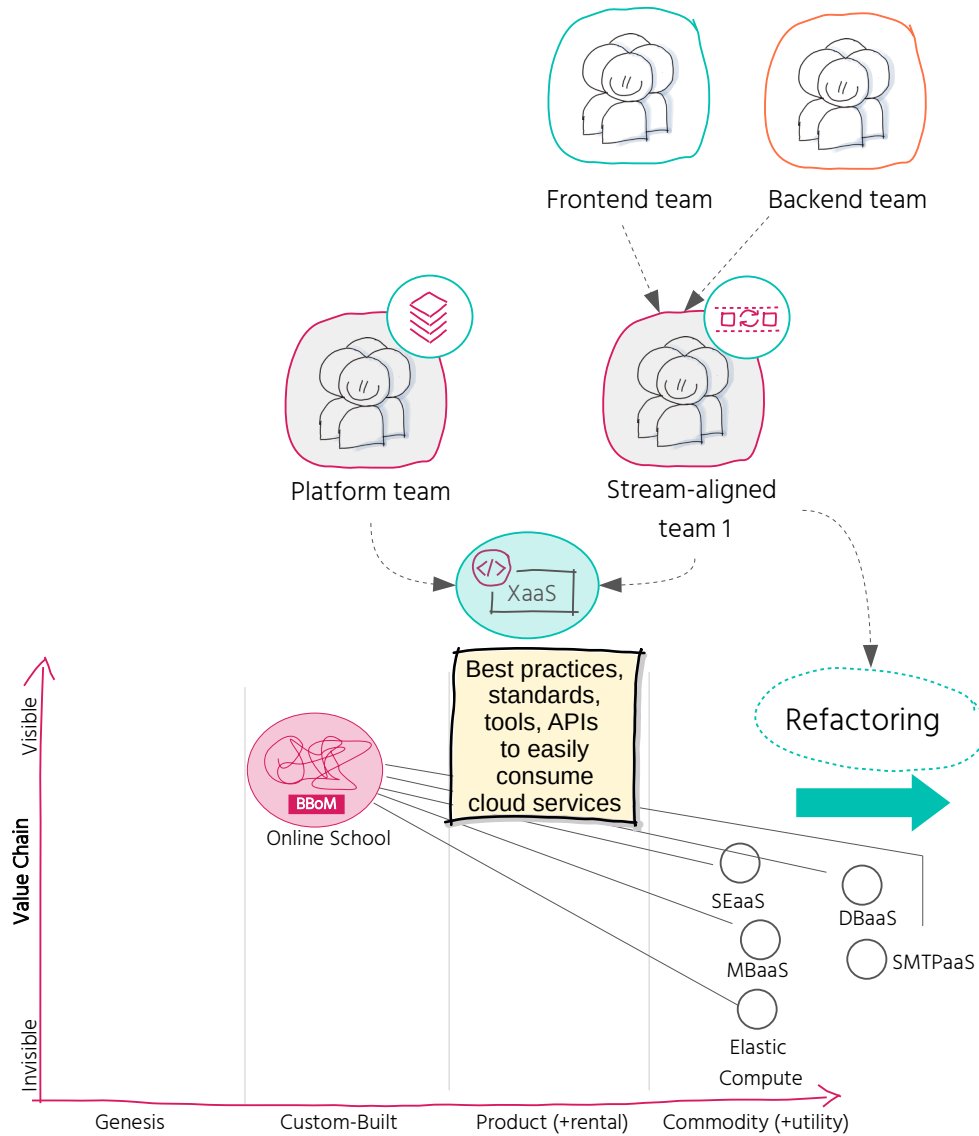 Frontend team
Backend team
Platform team
Stream-aligned
team 1
</>
XaaS
Best practices,
standards,
tools, APIs
to easily
consume
cloud services
Refactoring
Visible
Value Chain
Invisible
BBoM
Online School
SEaaS
DBaaS
MBaaS
SMTPaaS
Elastic
Compute
Genesis
Custom-Built
Product (+rental)
Commodity (+utility)